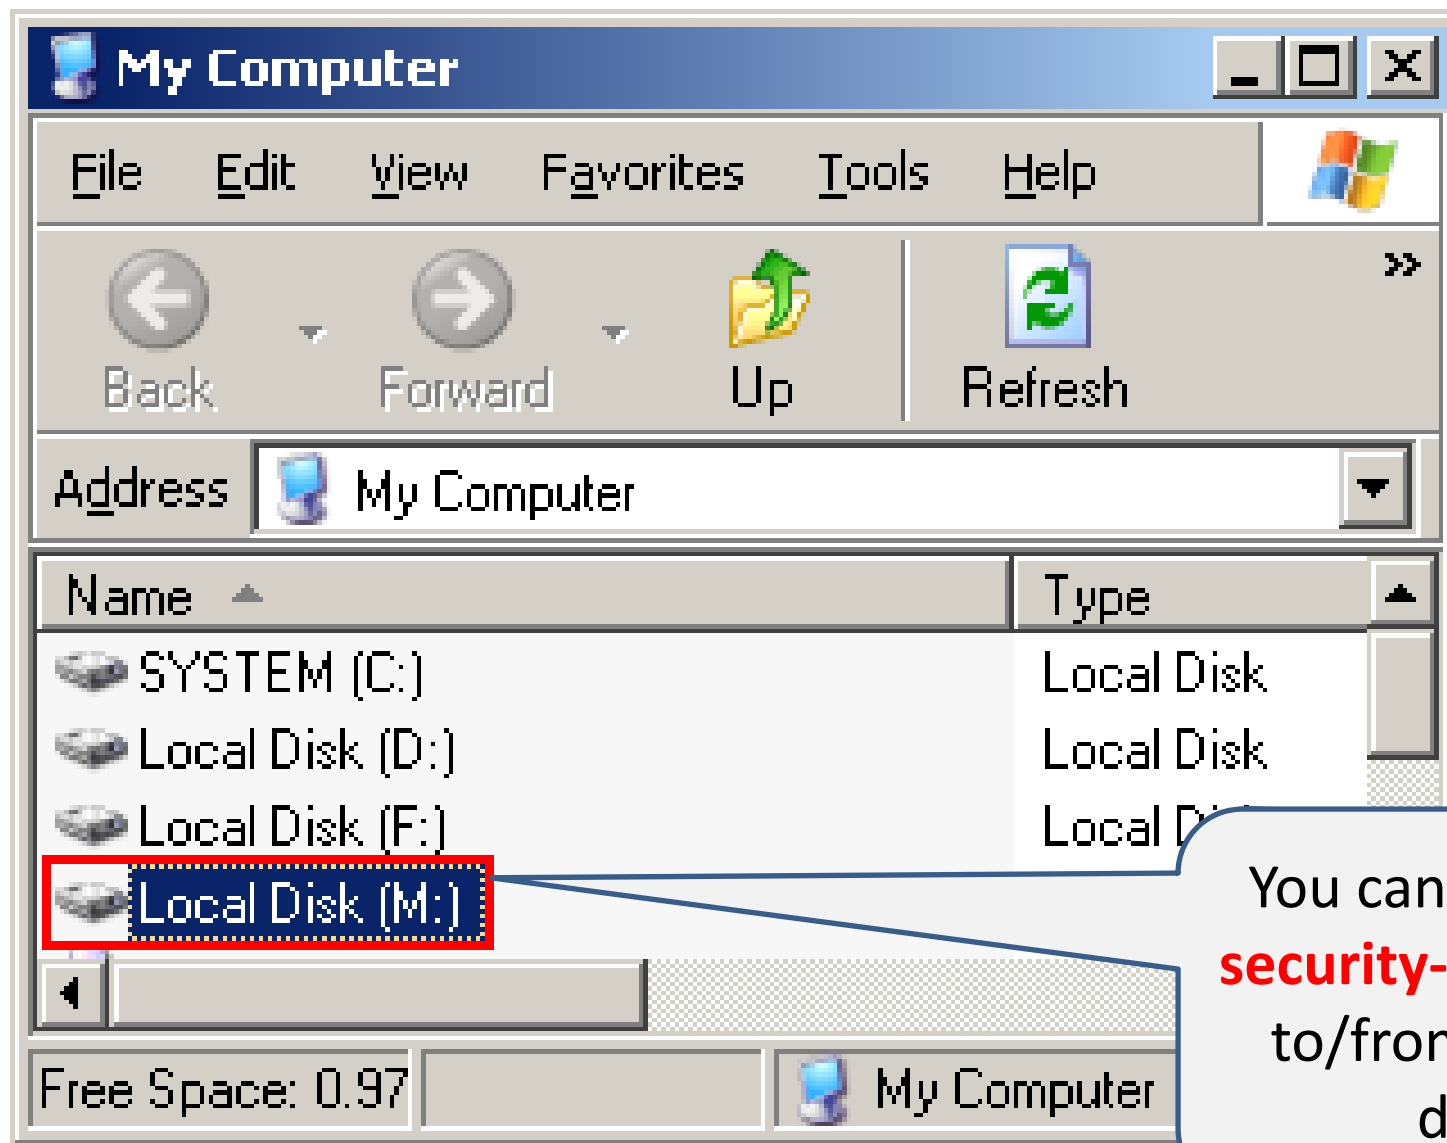 My Computer
File Edit View Favorites Tools Help
Back Forward Up Refresh
Address My Computer
Name Type
SYSTEM (C:) Local Disk
Local Disk (D:) Local Disk
Local Disk (F:) Local
Local Disk (M:)
You can
security-
to/from
Free Space: 0.97 My Computer